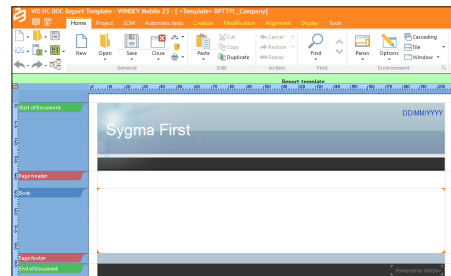 WD HC DOC Report Template - WINDEV Mobile 23 - [ -Template- RPTTPL_Company]
Home Project SCM Automatic tests Creation Modification Alignment Display Tools
iOS
New Open Save Close Paste Cut Copy Duplicate Cancel Restore Replay Find Panes Options Cascading Tile Window
General Edit Action Find Environment
Report template
Start of Document
DD/MM/YYYY
Sygma First
Page header
Body
Page footer
End of Document
Powered by WinDev